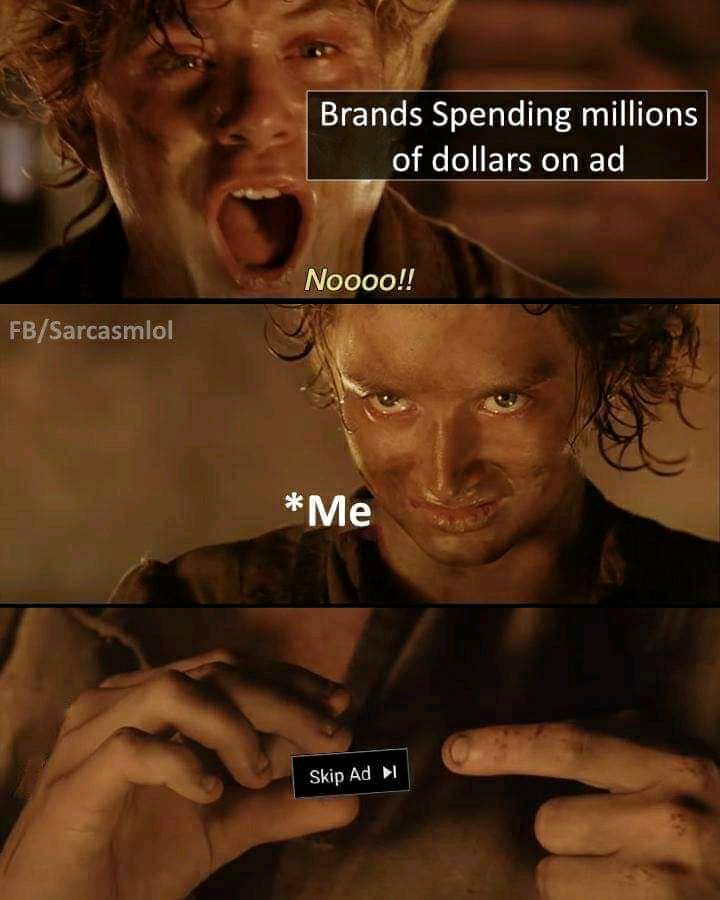 Brands Spending millions
of dollars on ad
Noooo!!
FB/Sarcasmlol
*Me
Skip Ad